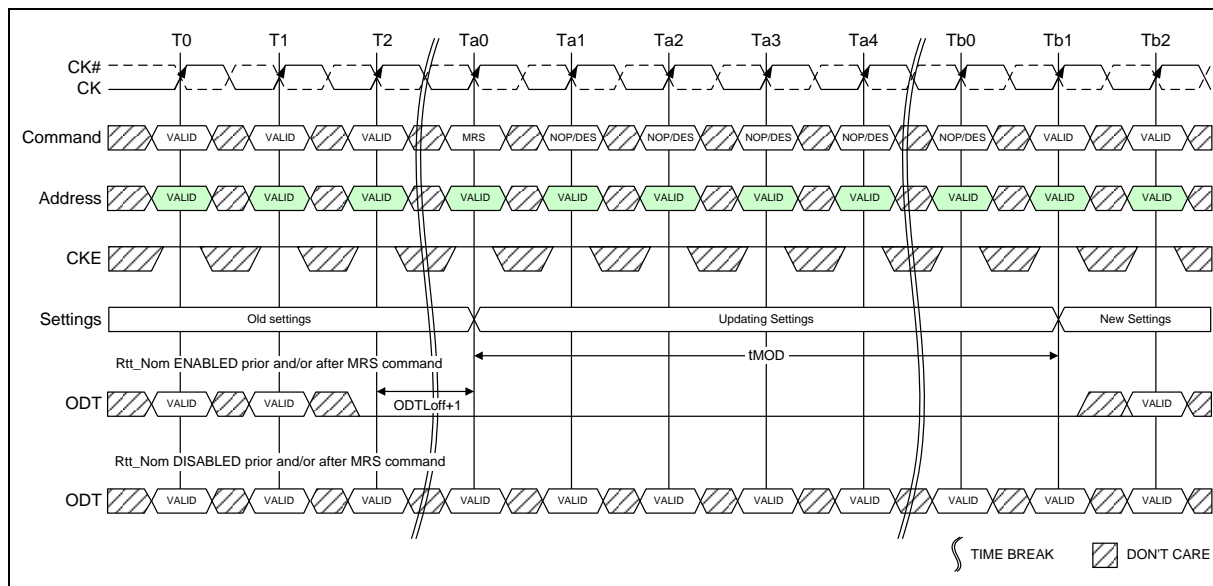 T0 T1 T2 Ta0 Ta1 Ta2 Ta3 Ta4 Tb0 Tb1 Tb2
CK#
CK
Command VALID VALID VALID MRS NOP/DES NOP/DES NOP/DES NOP/DES NOP/DES VALID VALID
Address VALID VALID VALID VALID VALID VALID VALID VALID VALID VALID VALID
CKE
Settings Old settings Updating Settings New Settings
Rtt_Nom ENABLED prior and/or after MRS command tMOD
ODT VALID VALID ODTLoff+1 VALID
Rtt_Nom DISABLED prior and/or after MRS command
ODT VALID VALID VALID VALID VALID VALID VALID VALID VALID VALID VALID
TIME BREAK DON'T CARE